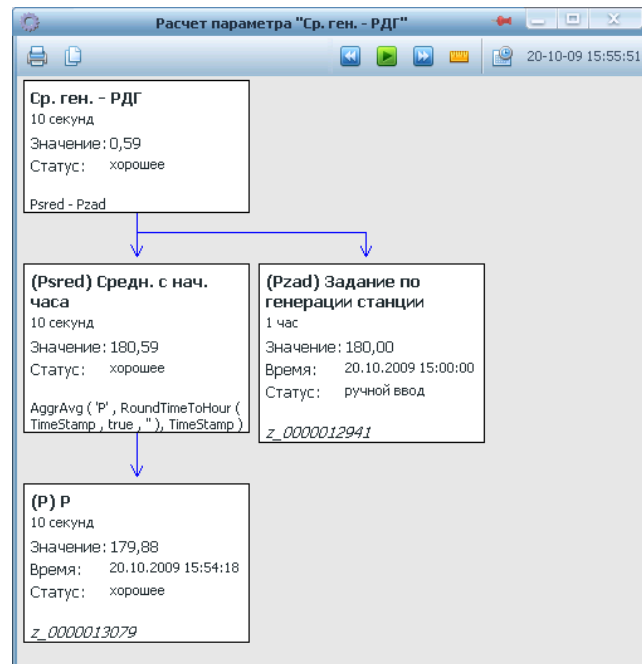 Расчет параметра "Ср. ген. - РДГ"
20-10-09 15:55:51
Ср. ген. - РДГ
10 секунд
Значение: 0,59
Статус: хорошее
Psred - Pzad
(Psred) Средн. с нач.
часа
10 секунд
Значение: 180,59
Статус: хорошее
AggrAvg ( 'P' , RoundTimeToHour (
TimeStamp , true , '' ), TimeStamp )
(Pzad) Задание по
генерации станции
1 час
Значение: 180,00
Время: 20.10.2009 15:00:00
Статус: ручной ввод
z_0000012941
(P) P
10 секунд
Значение: 179,88
Время: 20.10.2009 15:54:18
Статус: хорошее
z_0000013079